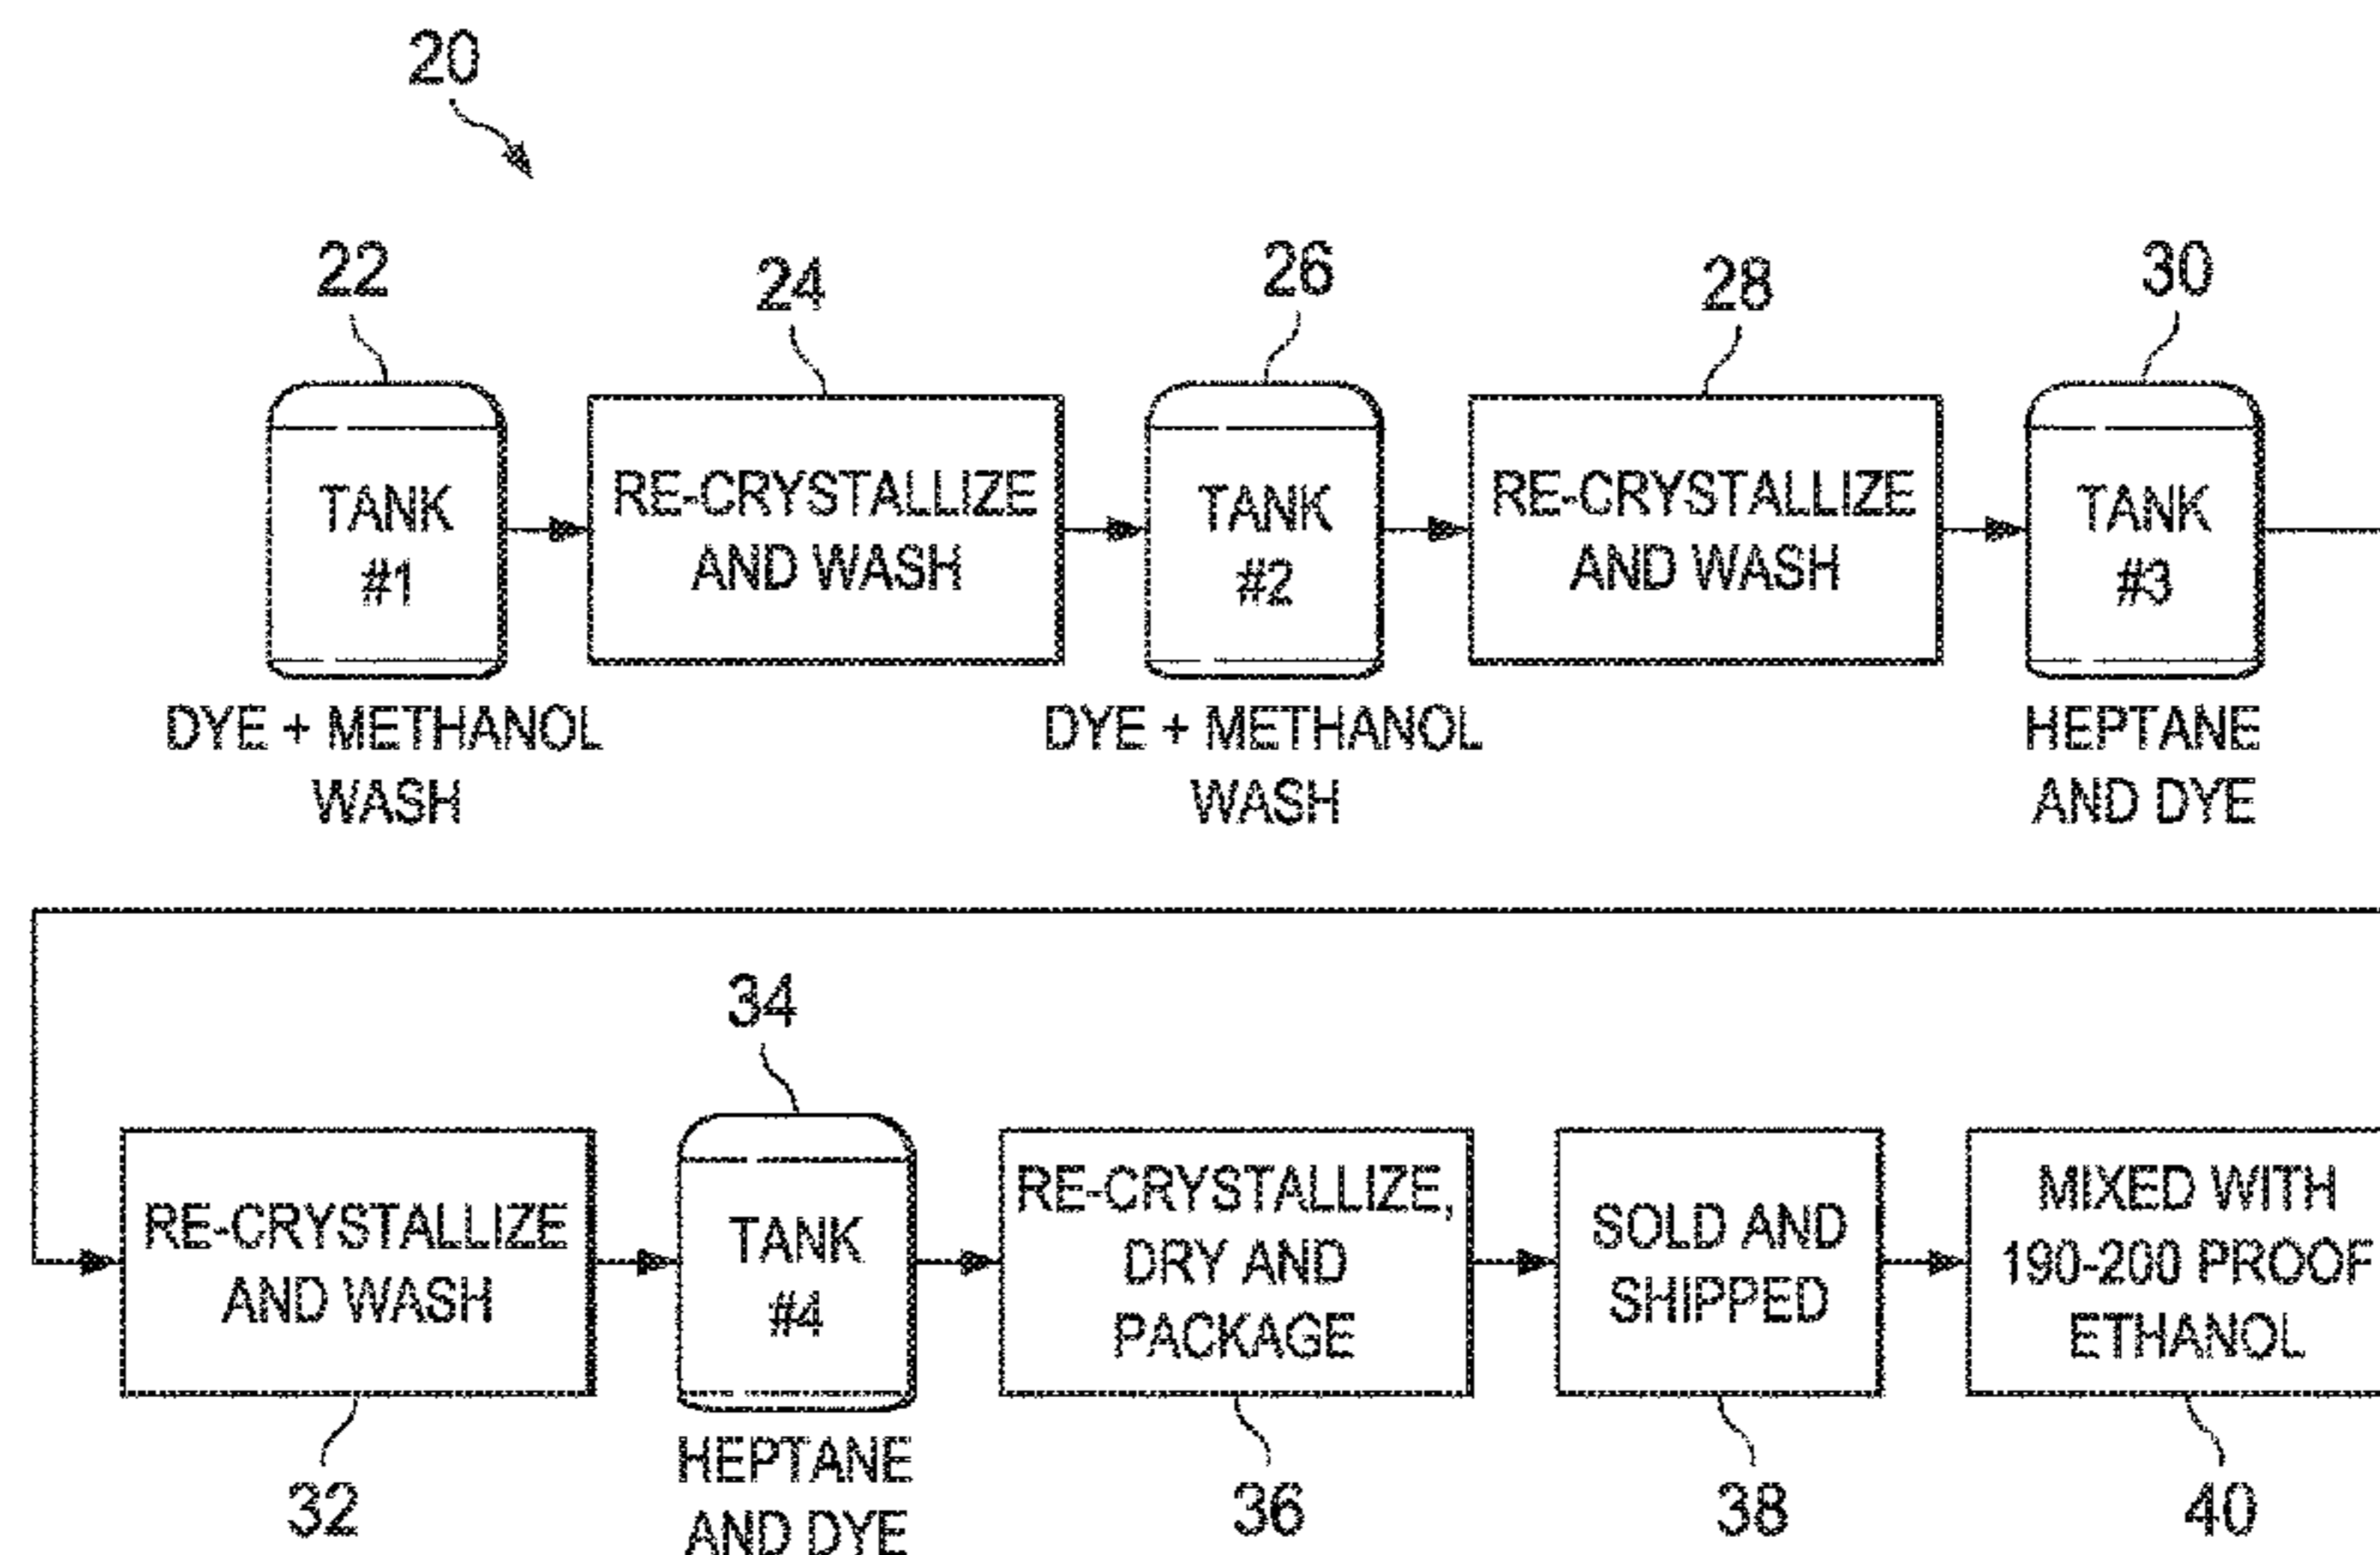 20
22
24
26
28
30
TANK
#1
RE-CRYSTALLIZE
AND WASH
TANK
#2
RE-CRYSTALLIZE
AND WASH
TANK
#3
DYE + METHANOL
WASH
DYE + METHANOL
WASH
HEPTANE
AND DYE
34
RE-CRYSTALLIZE
AND WASH
TANK
#4
RE-CRYSTALLIZE,
DRY AND
PACKAGE
SOLD AND
SHIPPED
MIXED WITH
190-200 PROOF
ETHANOL
HEPTANE
AND DYE
32
36
38
40